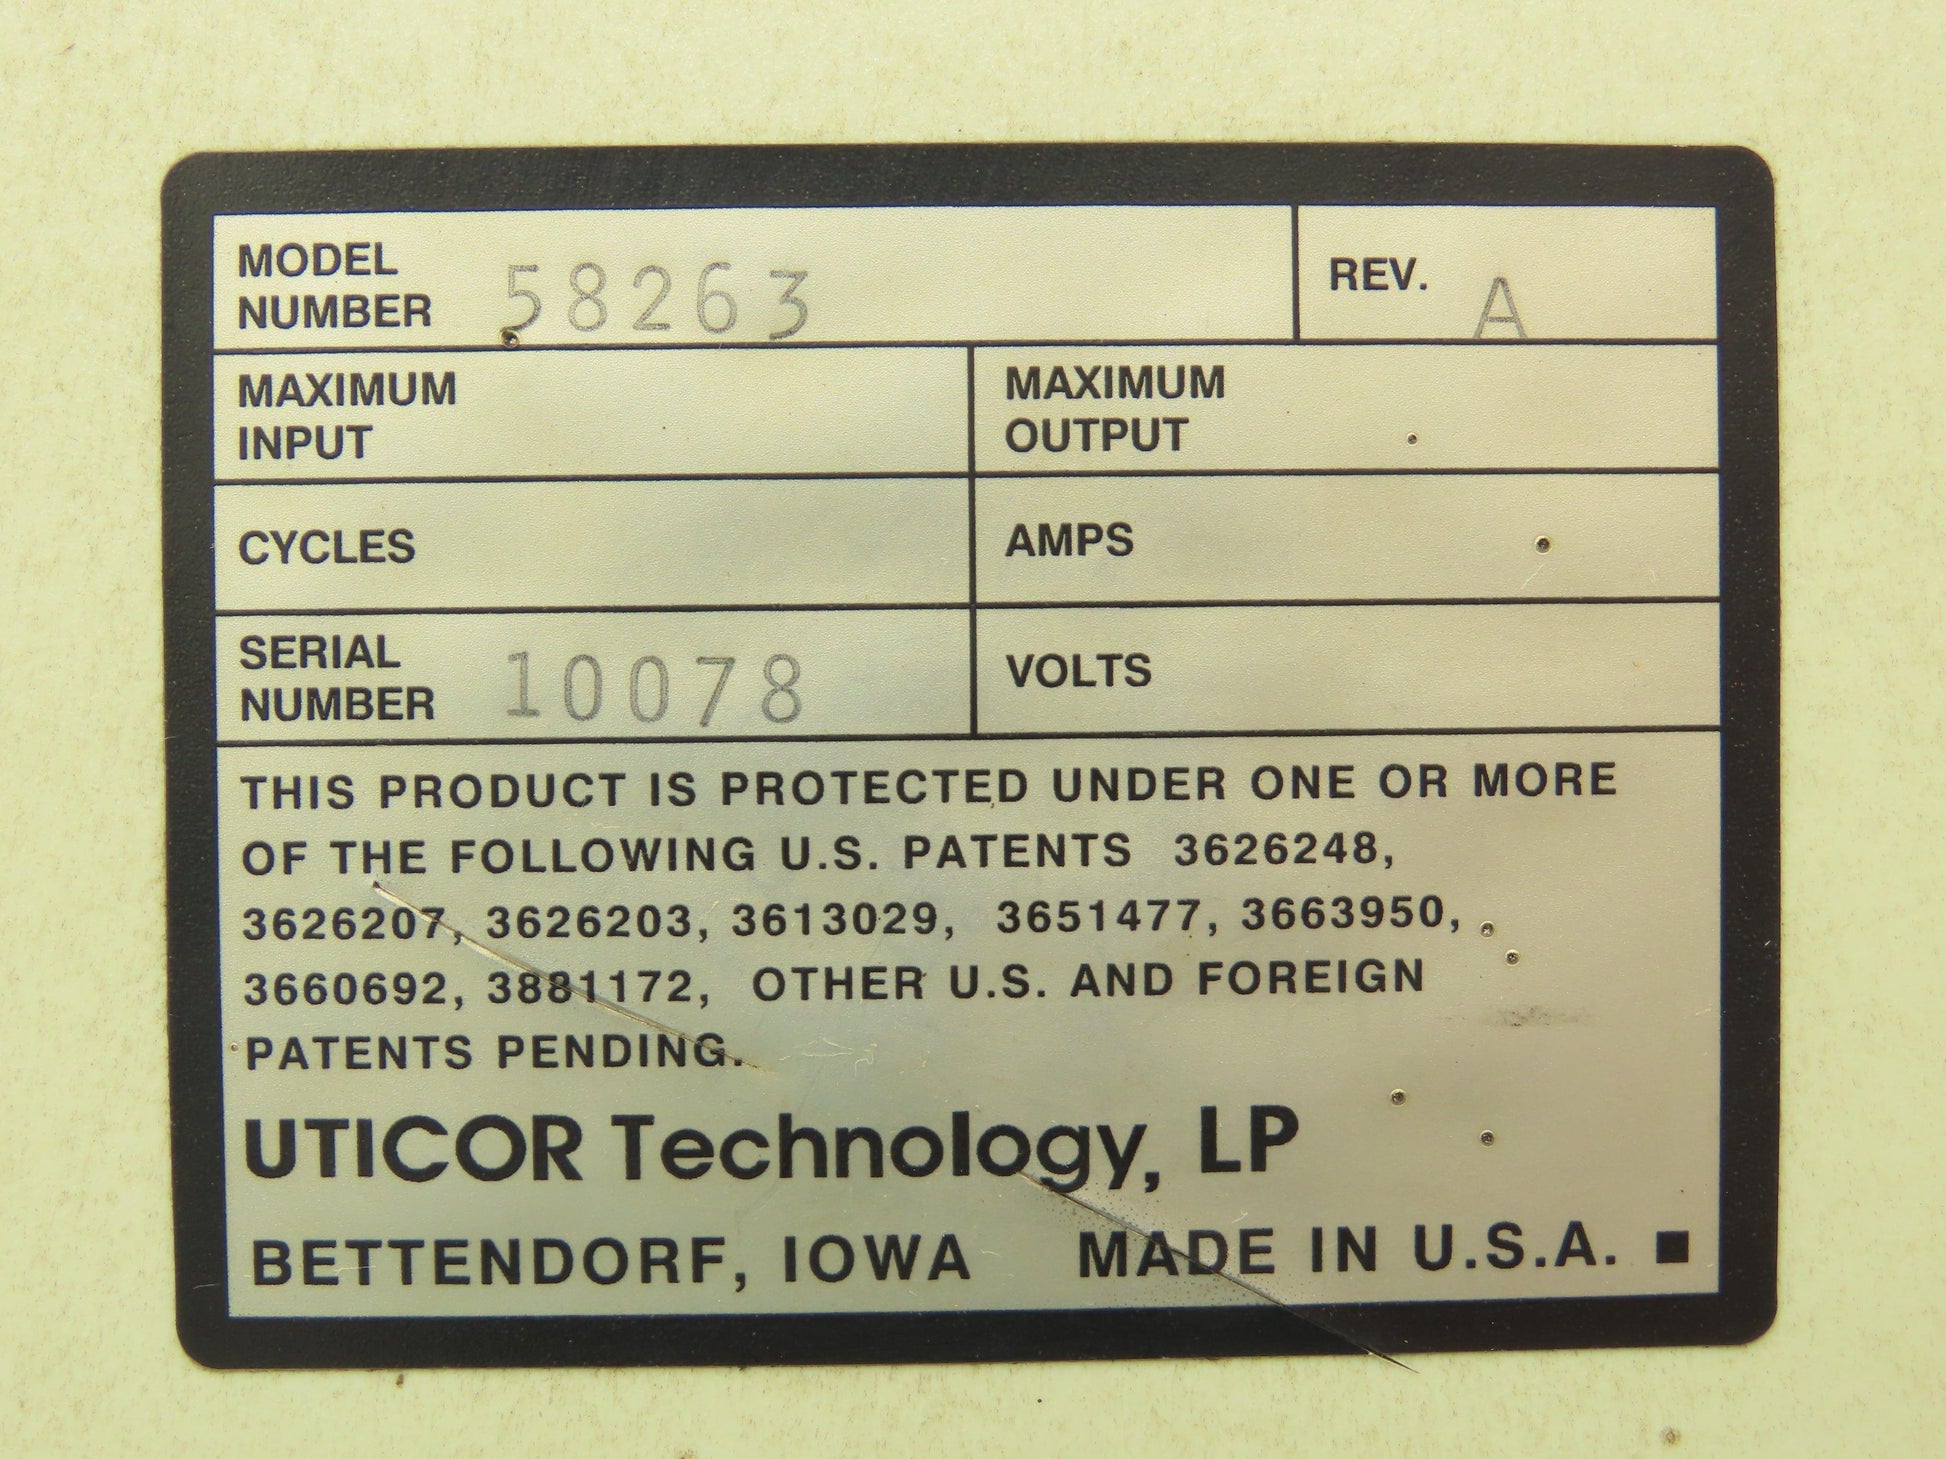 MODEL NUMBER 58263 REV. A
MAXIMUM INPUT MAXIMUM OUTPUT
CYCLES AMPS
SERIAL NUMBER 10078 VOLTS
THIS PRODUCT IS PROTECTED UNDER ONE OR MORE
OF THE FOLLOWING U.S. PATENTS 3626248,
3626207, 3626203, 3613029, 3651477, 3663950,
3660692, 3881172, OTHER U.S. AND FOREIGN
PATENTS PENDING.
UTICOR Technology, LP
BETTENDORF, IOWA MADE IN U.S.A.